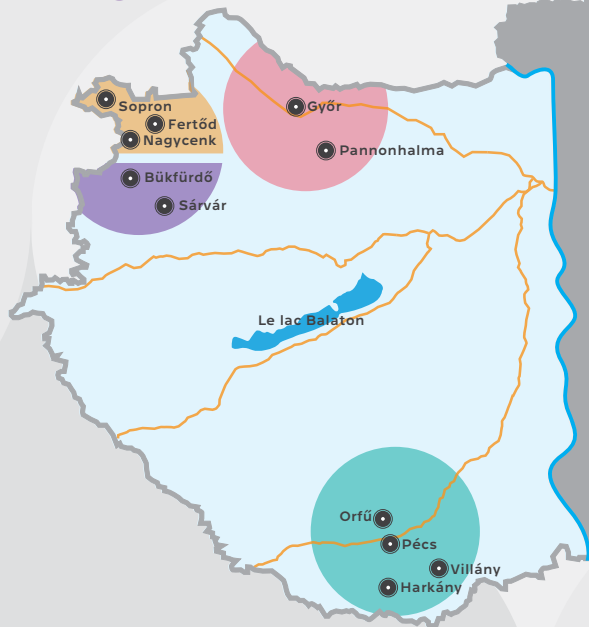 Sopron
Győr
Fertőd
Nagycenk
Pannonhalma
Bükfürdő
Sárvár
Le lac Balaton
Orfű
Pécs
Villány
Harkány